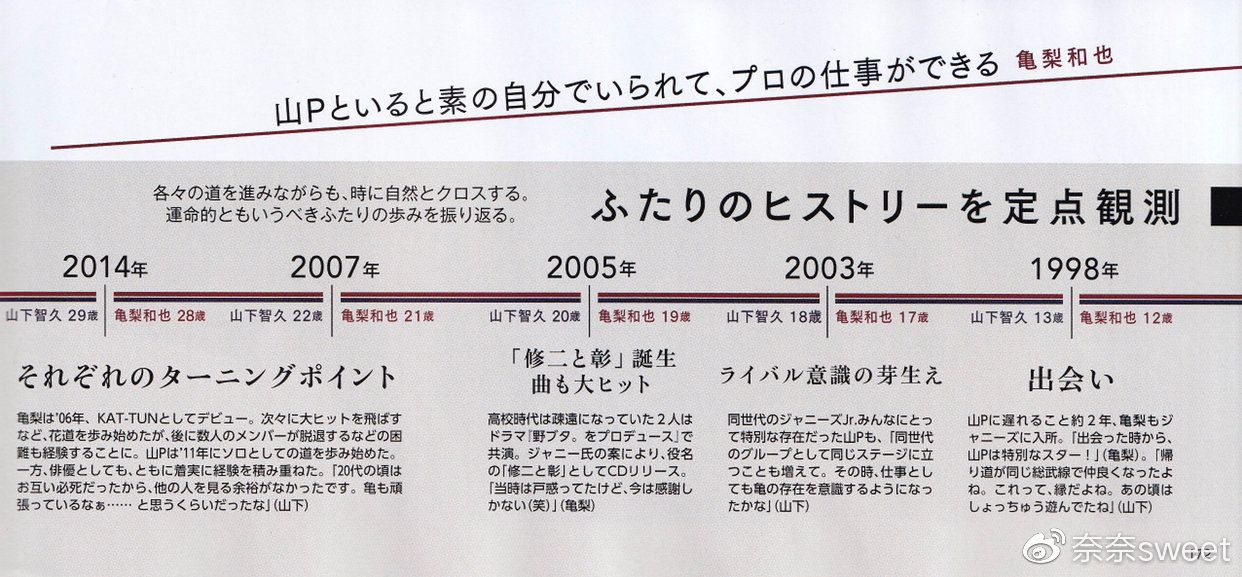 山Pといると素の自分でいられて、プロの仕事ができる 亀梨和也
ふたりのヒストリーを定点観測
各々の道を進みながらも、時に自然とクロスする。
運命的ともいうべきふたりの歩みを振り返る。
1998年
山下智久 13歳 亀梨和也 12歳
出会い
山Pに遅れること約2年、亀梨もジ
ャニーズに入所。「出会った時から、
山Pは特別なスター!」(亀梨)。「帰
り道が同じ総武線で仲良くなったよ
ね。これって、縁だよね。あの頃は
しょっちゅう遊んでたね」(山下)
2003年
山下智久 18歳 亀梨和也 17歳
ライバル意識の芽生え
同世代のジャニーズJr.みんなにとっ
て特別な存在だった山Pも、「同世代
のグループとして同じステージに立
つことも増えて。その時、仕事とし
ても亀の存在を意識するようになっ
たかな」(山下)
2005年
山下智久 20歳 亀梨和也 19歳
「修二と彰」誕生
曲も大ヒット
高校時代は疎遠になっていた2人は
ドラマ『野ブタ。をプロデュース』で
共演。ジャニー氏の案により、役名
の「修二と彰」としてCDリリース。
「当時は戸惑ってたけど、今は感謝し
かない(笑)」(亀梨)
2007年
山下智久 22歳 亀梨和也 21歳
2014年
山下智久 29歳 亀梨和也 28歳
それぞれのターニングポイント
亀梨は'06年、KAT-TUNとしてデビュー。次々に大ヒットを飛ばす
など、花道を歩み始めたが、後に数人のメンバーが脱退するなどの困
難も経験することに。山Pは'11年にソロとしての道を歩み始めた。
一方、俳優としても、ともに着実に経験を積み重ねた。「20代の頃は
お互い必死だったから、他の人を見る余裕がなかったです。亀も頑
張っているなぁ…… と思うくらいだったな」(山下)
奈奈sweet